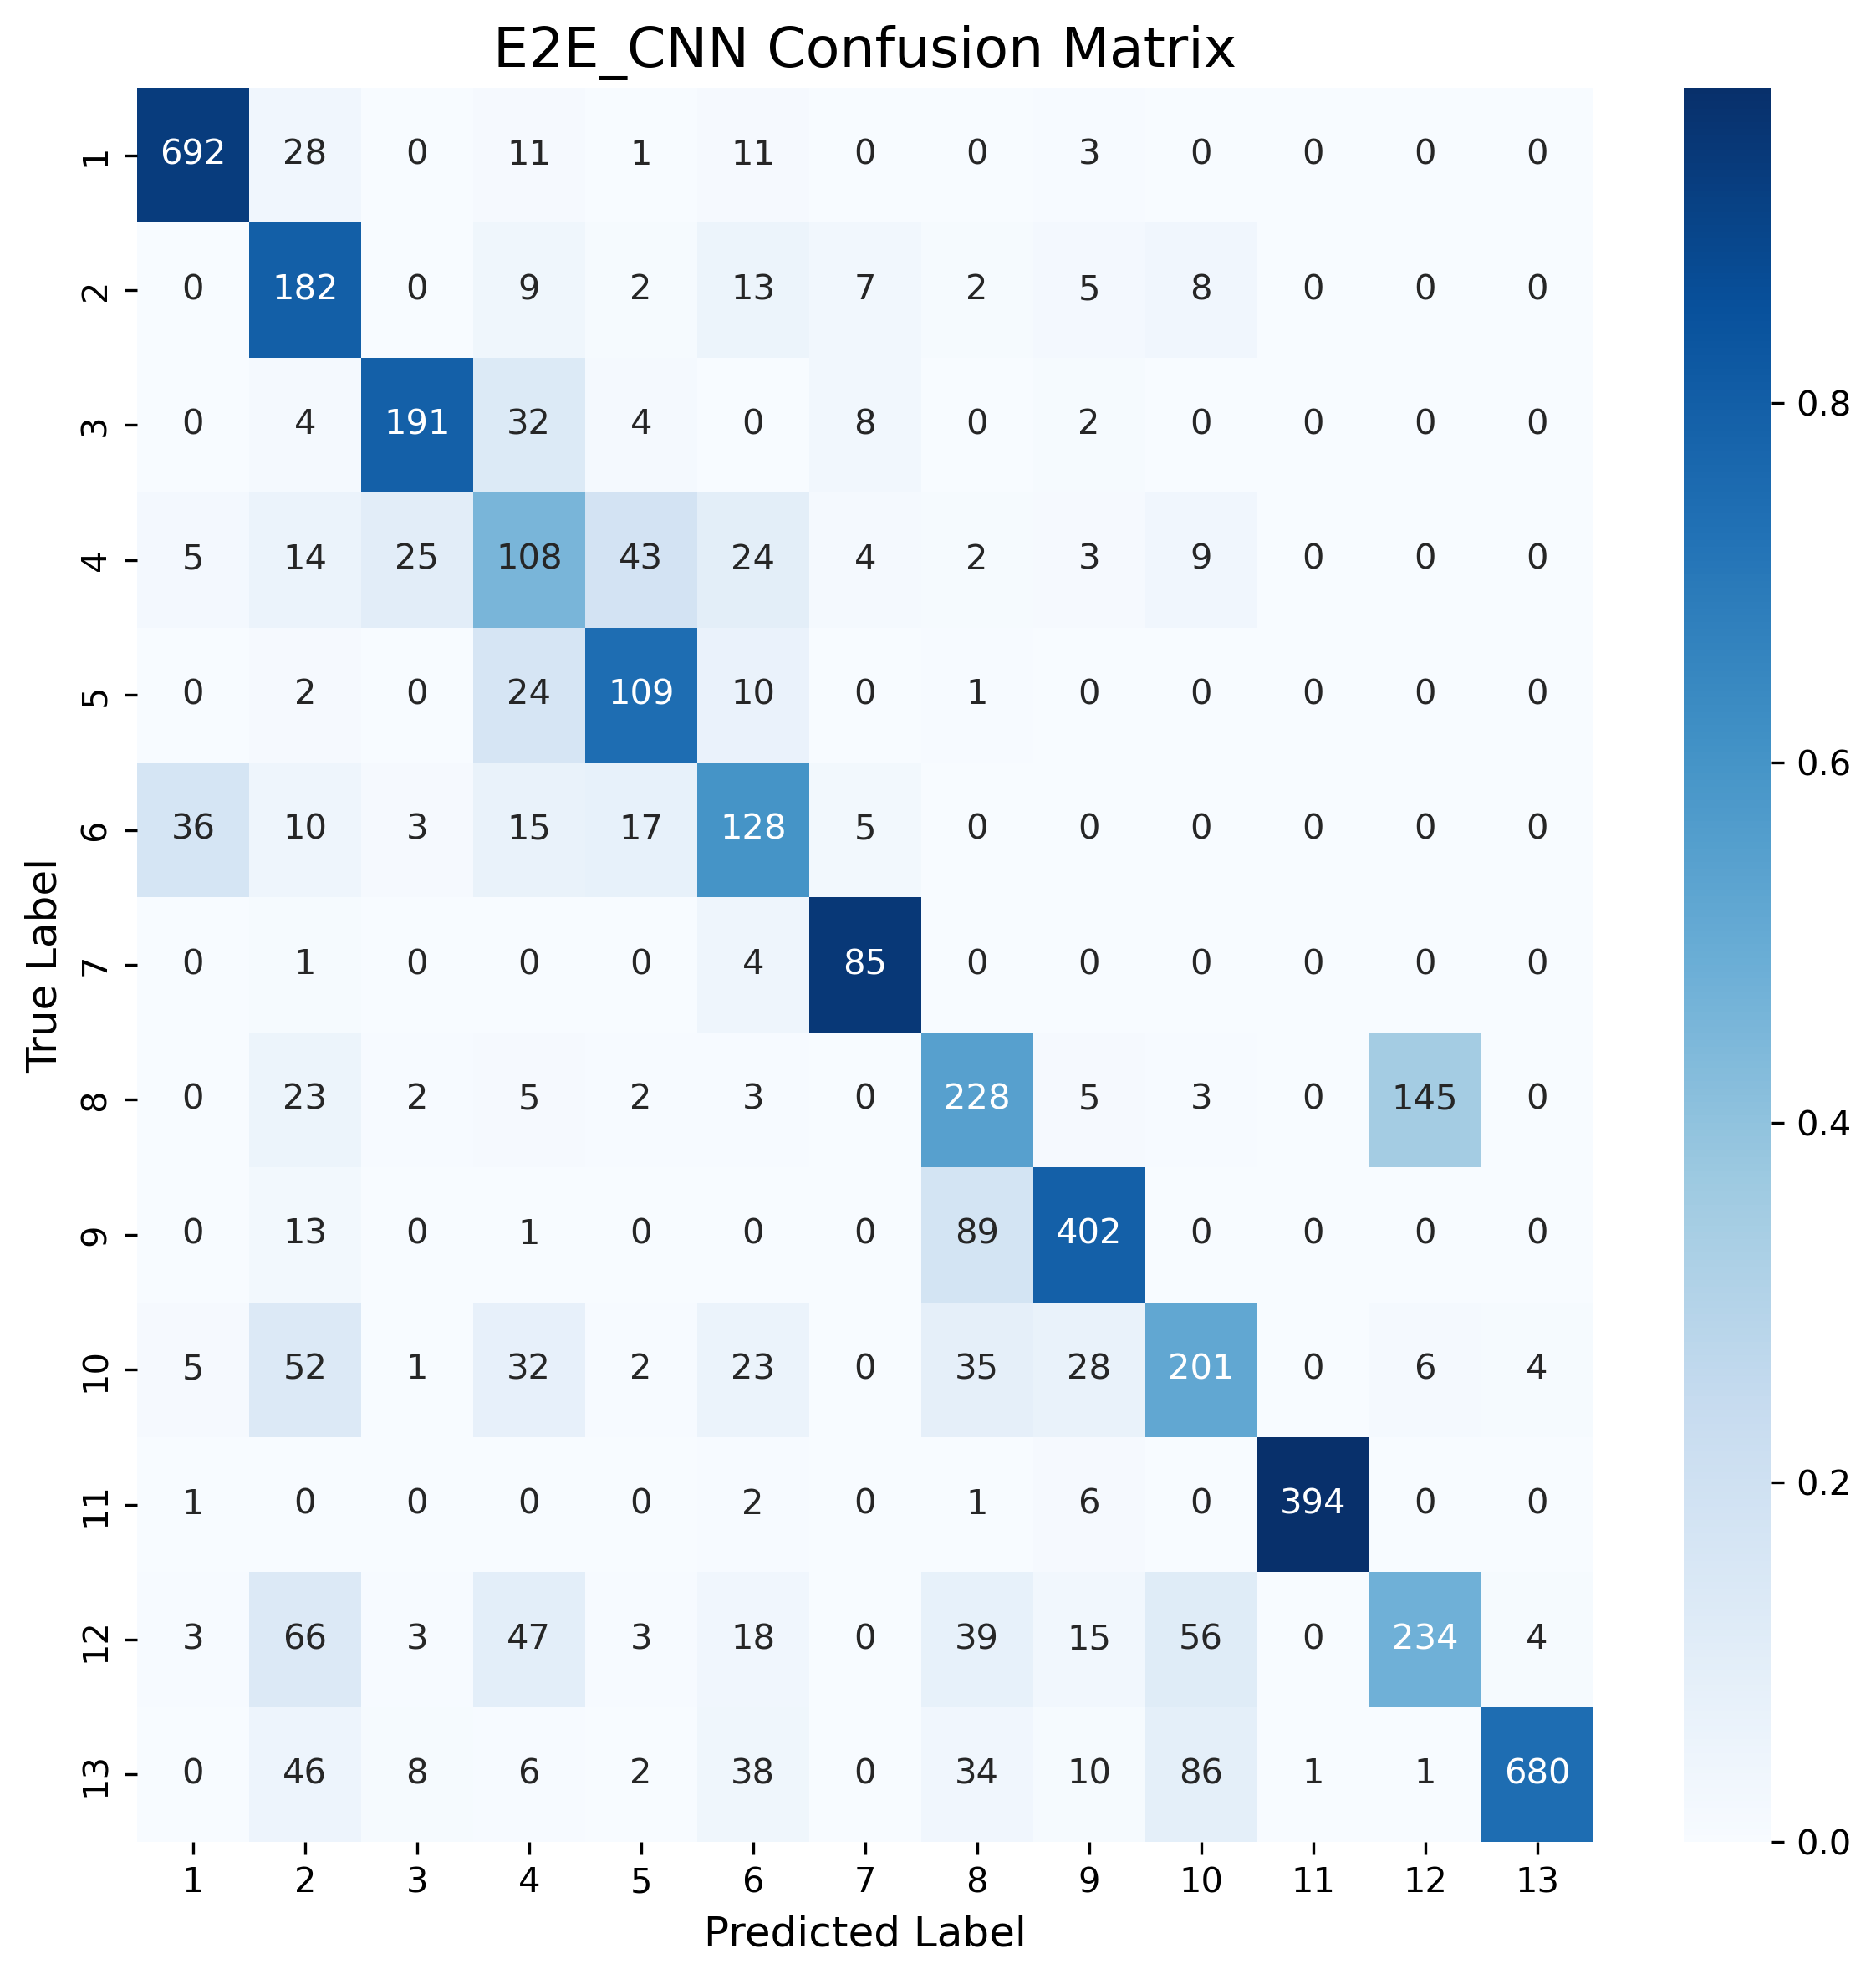 E2E_CNN Confusion Matrix
1 692 28 0 11 1 11 0 0 3 0 0 0 0
2 0 182 0 9 2 13 7 2 5 8 0 0 0
3 0 4 191 32 4 0 8 0 2 0 0 0 0
4 5 14 25 108 43 24 4 2 3 9 0 0 0
5 0 2 0 24 109 10 0 1 0 0 0 0 0
6 36 10 3 15 17 128 5 0 0 0 0 0 0
7 0 1 0 0 0 4 85 0 0 0 0 0 0
8 0 23 2 5 2 3 0 228 5 3 0 145 0
9 0 13 0 1 0 0 0 89 402 0 0 0 0
10 5 52 1 32 2 23 0 35 28 201 0 6 4
11 1 0 0 0 0 2 0 1 6 0 394 0 0
12 3 66 3 47 3 18 0 39 15 56 0 234 4
13 0 46 8 6 2 38 0 34 10 86 1 1 680
1 2 3 4 5 6 7 8 9 10 11 12 13
Predicted Label
True Label
0.8
0.6
0.4
0.2
0.0